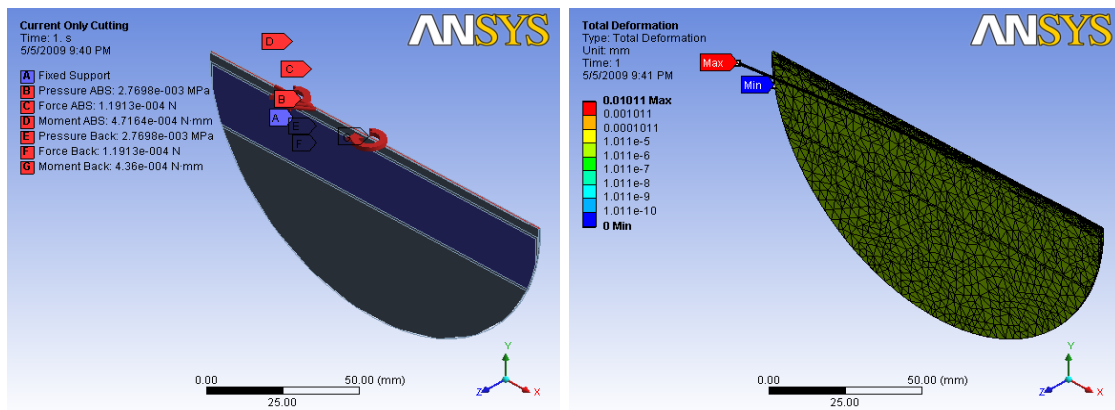 Current Only Cutting
Time: 1. s
5/5/2009 9:40 PM
ANSYS
A Fixed Support
B Pressure ABS: 2.7698e-003 MPa
C Force ABS: 1.1913e-004 N
D Moment ABS: 4.7164e-004 N·mm
E Pressure Back: 2.7698e-003 MPa
F Force Back: 1.1913e-004 N
G Moment Back: 4.36e-004 N·mm
D
C
B
A
E
F
Y
Z
X
0.00
50.00 (mm)
25.00
Total Deformation
Type: Total Deformation
Unit: mm
Time: 1
5/5/2009 9:41 PM
ANSYS
Max
Min
0.01011 Max
0.001011
0.0001011
1.011e-5
1.011e-6
1.011e-7
1.011e-8
1.011e-9
1.011e-10
0 Min
Y
Z
X
0.00
50.00 (mm)
25.00